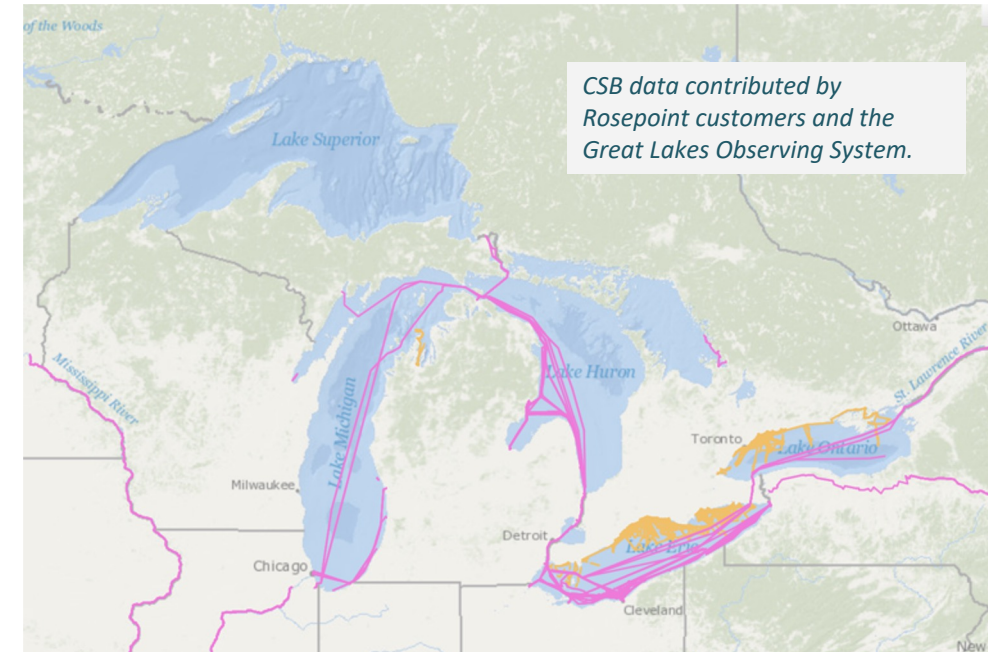 of the Woods
CSB data contributed by
Rosepoint customers and the
Great Lakes Observing System.
Lake Superior
Ottawa
St. Lawrence River
Mississippi River
Lake Huron
Lake Michigan
Toronto
Lake Ontario
Milwaukee
Detroit
Lake Erie
Chicago
Cleveland
New